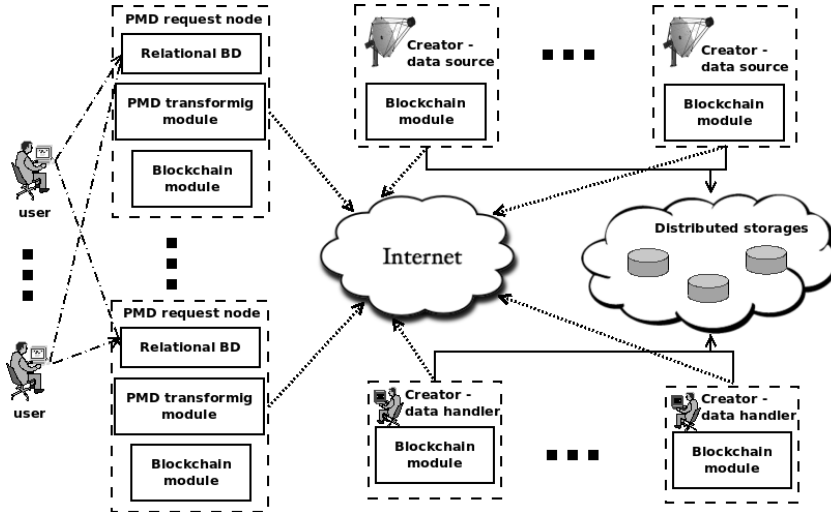 PMD request node
Relational BD
PMD transformig
module
Blockchain
module
user
Creator -
data source
Blockchain
module
Creator -
data source
Blockchain
module
Internet
Distributed storages
PMD request node
Relational BD
PMD transformig
module
Blockchain
module
user
Creator -
data handler
Blockchain
module
Creator -
data handler
Blockchain
module